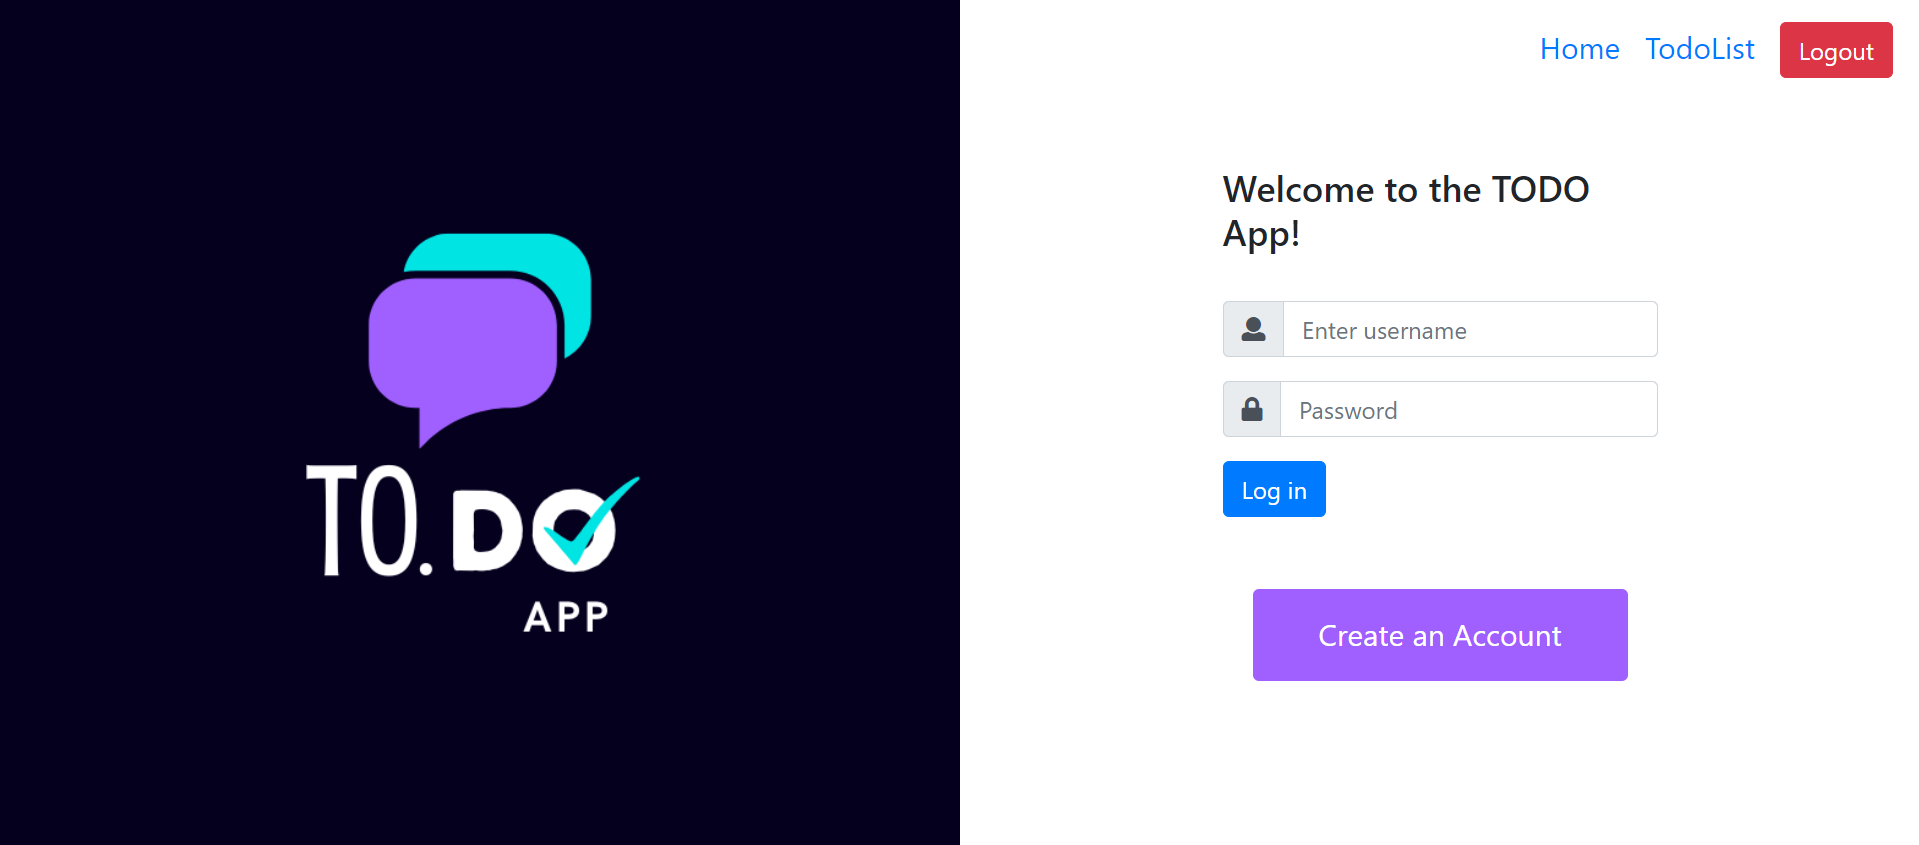 TO.DO
APP
Home TodoList Logout
Welcome to the TODO
App!
Enter username
Password
Log in
Create an Account